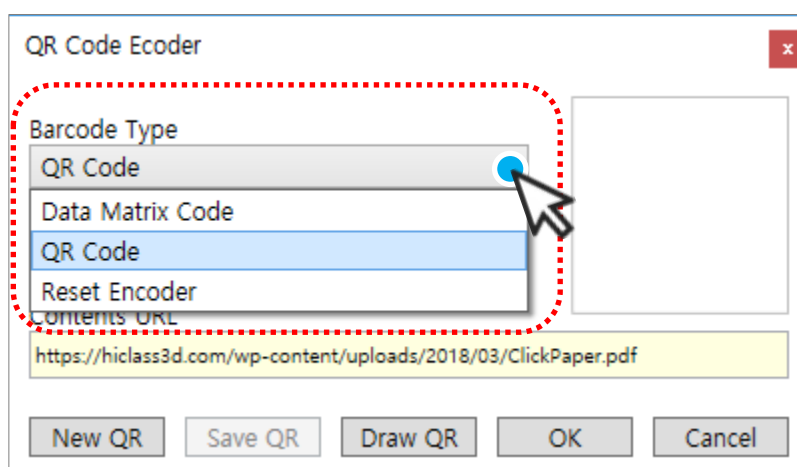 QR Code Ecoder
x
Barcode Type
QR Code
Data Matrix Code
QR Code
Reset Encoder
Contents URL
https://hiclass3d.com/wp-content/uploads/2018/03/ClickPaper.pdf
New QR Save QR Draw QR OK Cancel